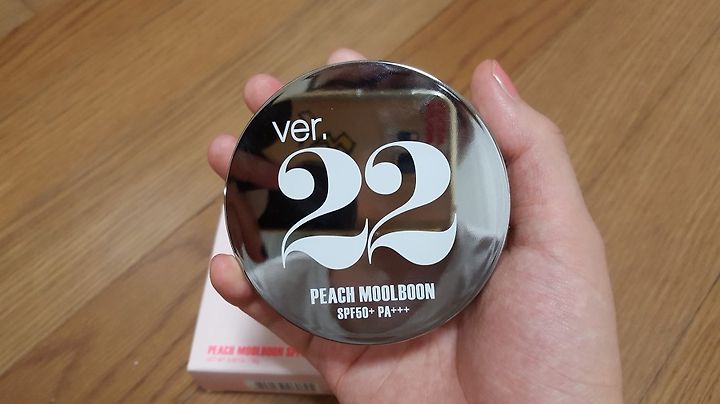 ver.
22
PEACH MOOLBOON
SPF50+ PA+++
PEACH MOOLBOON